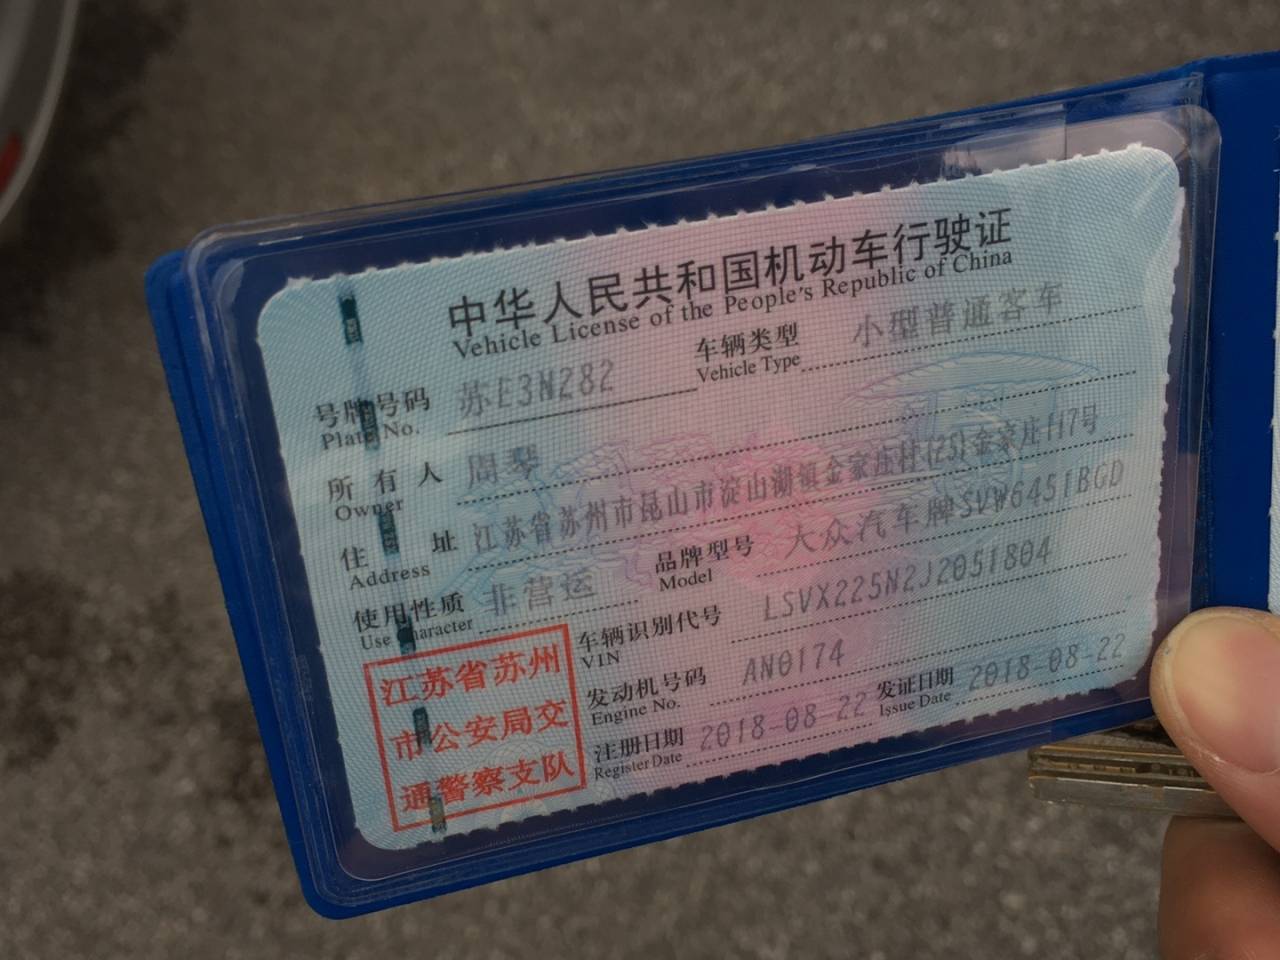 中华人民共和国机动车行驶证
Vehicle License of the People's Republic of China
号牌号码 苏E3N282 车辆类型 小型普通客车
Plate No. Vehicle Type
所有人 周琴
Owner
住址 江苏省苏州市昆山市淀山湖镇金家庄村(25)金家庄117号
Address
使用性质 非营运 品牌型号 大众汽车牌SVW6451BGD
Use Character Model
车辆识别代号 LSVX225N2J2051804
VIN
发动机号码 AN0174
Engine No.
注册日期 2018-08-22 发证日期 2018-08-22
Register Date Issue Date
江苏省苏州
市公安局交
通警察支队